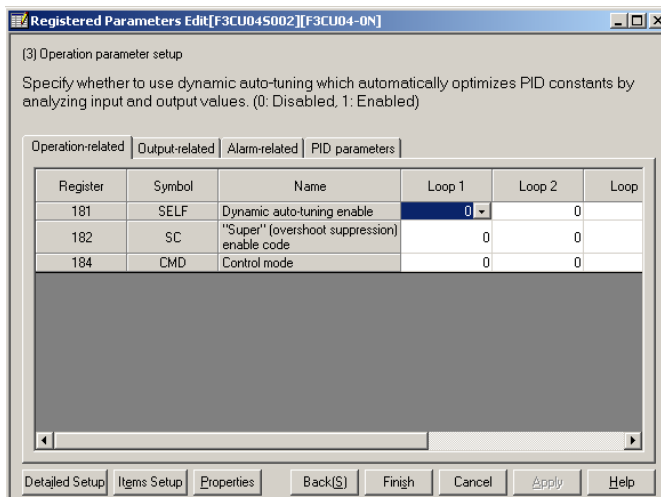 Registered Parameters Edit[F3CU04S002][F3CU04-0N]
(3) Operation parameter setup
Specify whether to use dynamic auto-tuning which automatically optimizes PID constants by
analyzing input and output values. (0: Disabled, 1: Enabled)
Operation-related Output-related Alarm-related PID parameters
Register Symbol Name Loop 1 Loop 2 Loop
181 SELF Dynamic auto-tuning enable 0 0
182 SC "Super" (overshoot suppression) enable code 0 0
184 CMD Control mode 0 0
Detailed Setup Items Setup Properties Back(S) Finish Cancel Apply Help